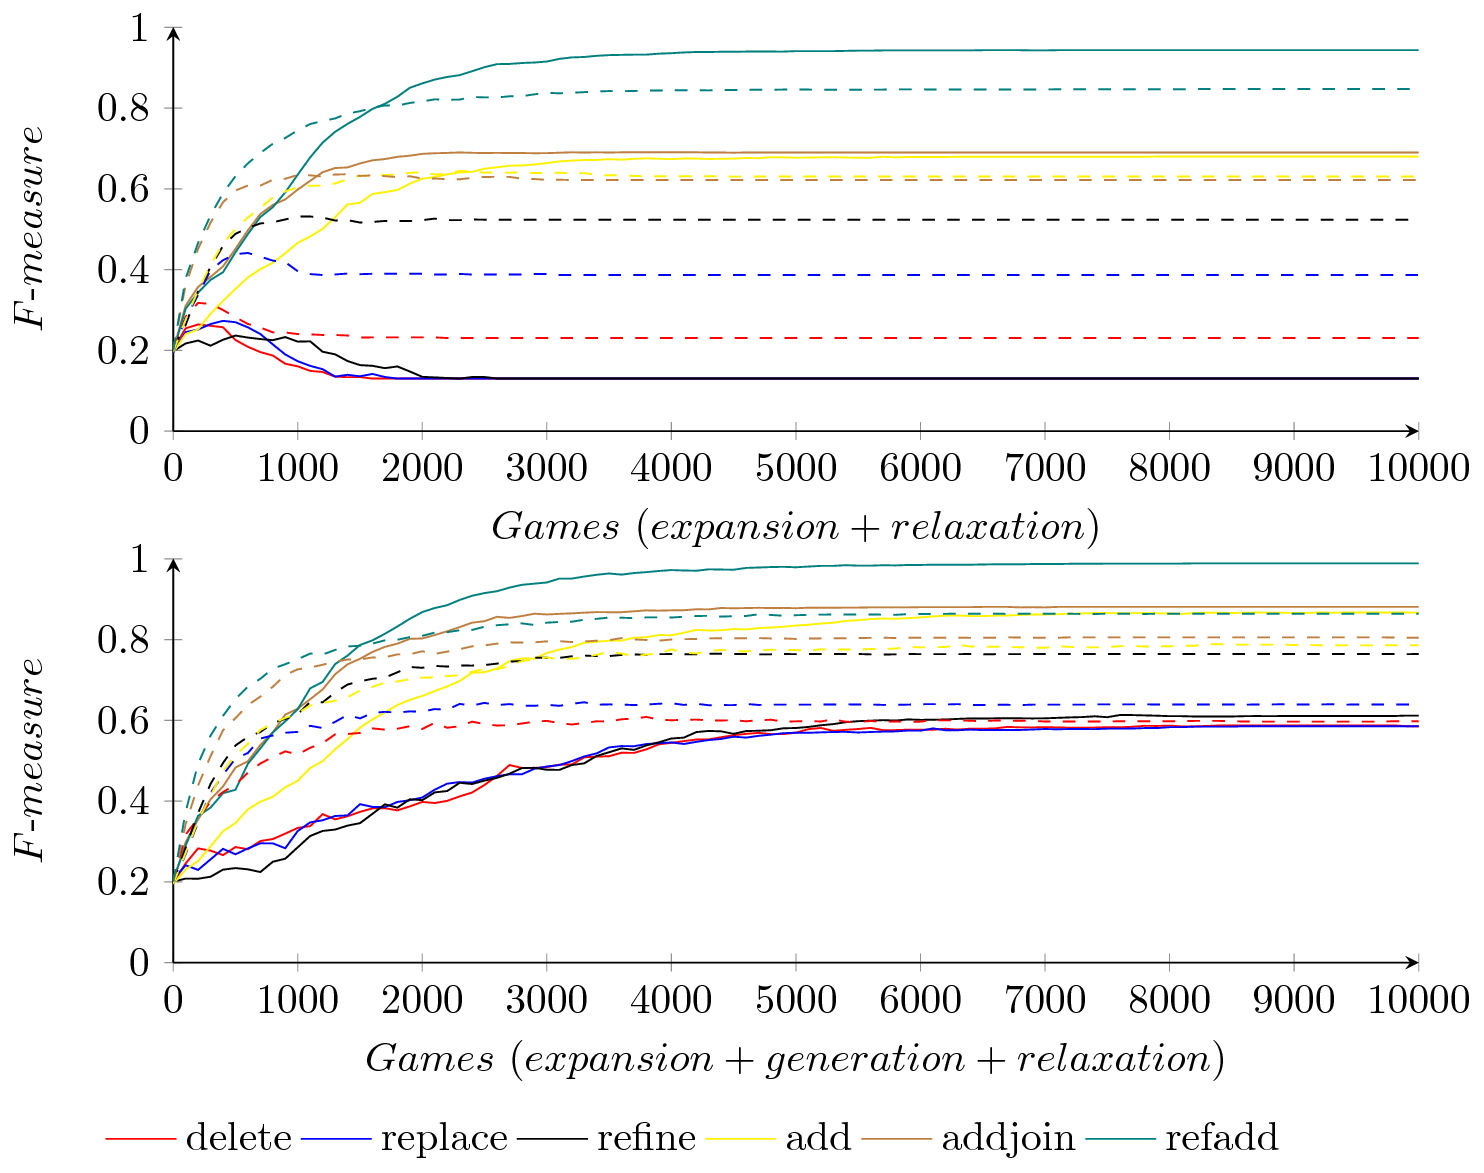 1
0.8
0.6
0.4
0.2
0
F-measure
0 1000 2000 3000 4000 5000 6000 7000 8000 9000 10000
Games (expansion + relaxation)
1
0.8
0.6
0.4
0.2
0
F-measure
0 1000 2000 3000 4000 5000 6000 7000 8000 9000 10000
Games (expansion + generation + relaxation)
delete replace refine add addjoin refadd